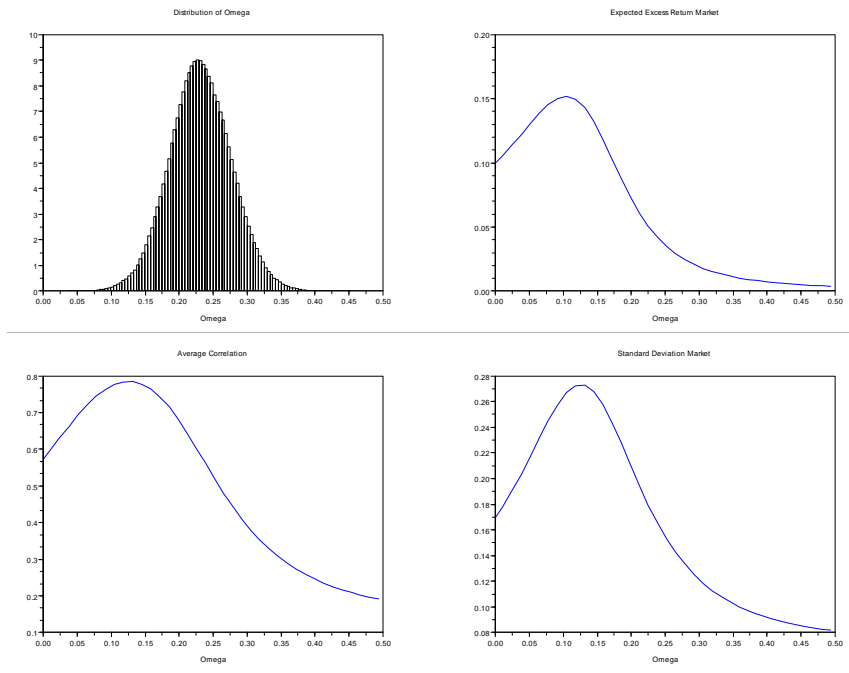 Distribution of Omega
10
9
8
7
6
5
4
3
2
1
0
0.00 0.05 0.10 0.15 0.20 0.25 0.30 0.35 0.40 0.45 0.50
Omega
Expected Excess Return Market
0.20
0.15
0.10
0.05
0.00
0.00 0.05 0.10 0.15 0.20 0.25 0.30 0.35 0.40 0.45 0.50
Omega
Average Correlation
0.8
0.7
0.6
0.5
0.4
0.3
0.2
0.1
0.00 0.05 0.10 0.15 0.20 0.25 0.30 0.35 0.40 0.45 0.50
Omega
Standard Deviation Market
0.28
0.26
0.24
0.22
0.20
0.18
0.16
0.14
0.12
0.10
0.08
0.00 0.05 0.10 0.15 0.20 0.25 0.30 0.35 0.40 0.45 0.50
Omega